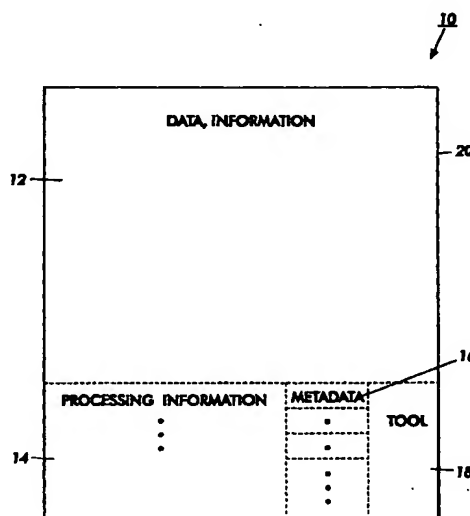 10
DATA, INFORMATION
12
20
16
PROCESSING INFORMATION
METADATA
TOOL
14
18